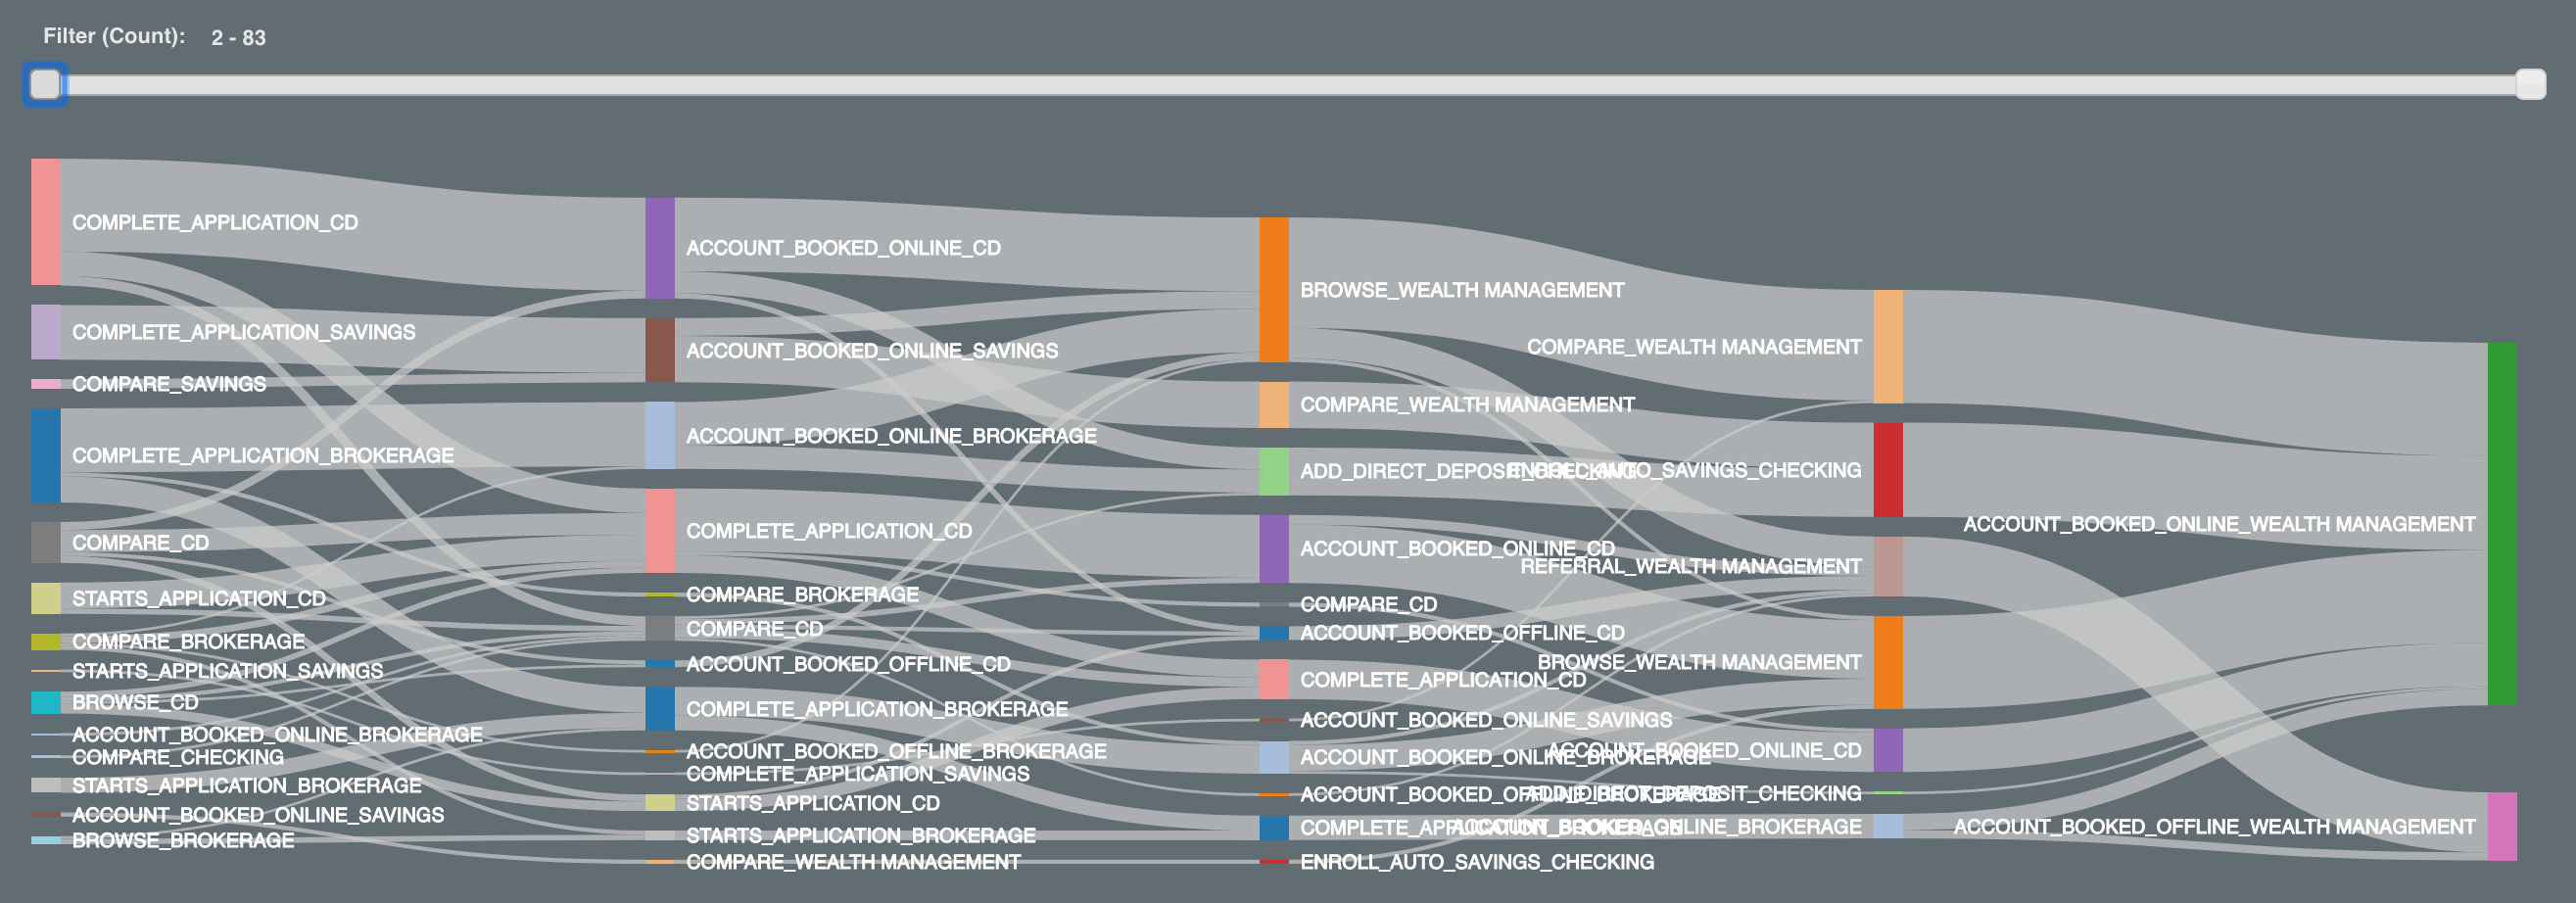 Filter (Count): 2 - 83
COMPLETE_APPLICATION_CD
COMPLETE_APPLICATION_SAVINGS
COMPARE_SAVINGS
COMPLETE_APPLICATION_BROKERAGE
COMPARE_CD
STARTS_APPLICATION_CD
COMPARE_BROKERAGE
STARTS_APPLICATION_SAVINGS
BROWSE_CD
ACCOUNT_BOOKED_ONLINE_BROKERAGE
COMPARE_CHECKING
STARTS_APPLICATION_BROKERAGE
ACCOUNT_BOOKED_ONLINE_SAVINGS
BROWSE_BROKERAGE
ACCOUNT_BOOKED_ONLINE_CD
ACCOUNT_BOOKED_ONLINE_SAVINGS
ACCOUNT_BOOKED_ONLINE_BROKERAGE
COMPLETE_APPLICATION_CD
COMPARE_BROKERAGE
COMPARE_CD
ACCOUNT_BOOKED_OFFLINE_CD
COMPLETE_APPLICATION_BROKERAGE
ACCOUNT_BOOKED_OFFLINE_BROKERAGE
COMPLETE_APPLICATION_SAVINGS
STARTS_APPLICATION_CD
STARTS_APPLICATION_BROKERAGE
COMPARE_WEALTH MANAGEMENT
BROWSE_WEALTH MANAGEMENT
COMPARE_WEALTH MANAGEMENT
ADD_DIRECT_DEPOSIT_CHECKING
ACCOUNT_BOOKED_ONLINE_CD
COMPARE_CD
ACCOUNT_BOOKED_OFFLINE_CD
COMPLETE_APPLICATION_CD
ACCOUNT_BOOKED_ONLINE_SAVINGS
ACCOUNT_BOOKED_ONLINE_BROKERAGE
ACCOUNT_BOOKED_OFFLINE_BROKERAGE
COMPLETE_APPLICATION_BROKERAGE
ENROLL_AUTO_SAVINGS_CHECKING
COMPARE_WEALTH MANAGEMENT
ENROLL_AUTO_SAVINGS_CHECKING
REFERRAL_WEALTH MANAGEMENT
BROWSE_WEALTH MANAGEMENT
ACCOUNT_BOOKED_ONLINE_CD
ADD_DIRECT_DEPOSIT_CHECKING
ACCOUNT_BOOKED_ONLINE_BROKERAGE
ACCOUNT_BOOKED_ONLINE_WEALTH MANAGEMENT
ACCOUNT_BOOKED_OFFLINE_WEALTH MANAGEMENT